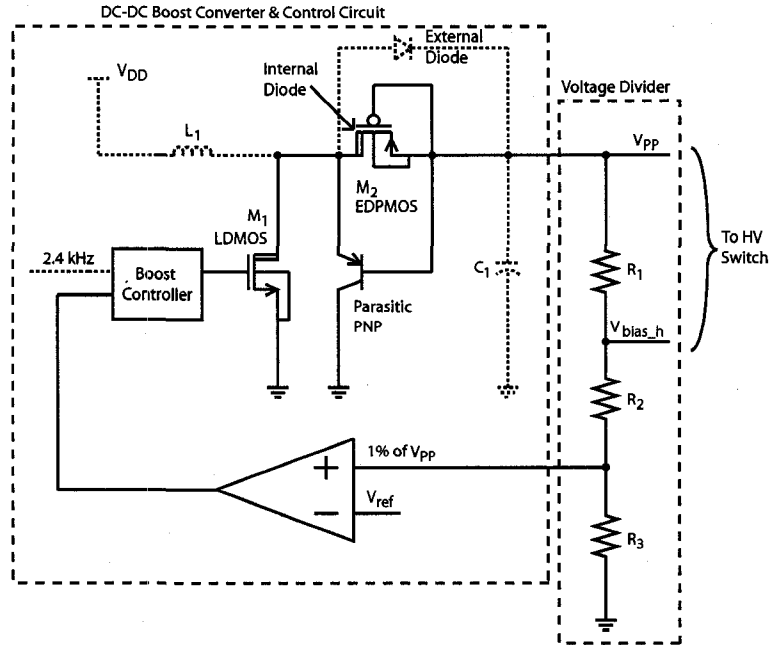 DC-DC Boost Converter & Control Circuit
External
Diode
Internal
Diode
VDD
Voltage Divider
L1
VPP
M2
EDPMOS
M1
LDMOS
To HV
Switch
2.4 kHz
Boost
Controller
C1
R1
Parasitic
PNP
Vbias_h
R2
1% of VPP
+
Vref
−
R3